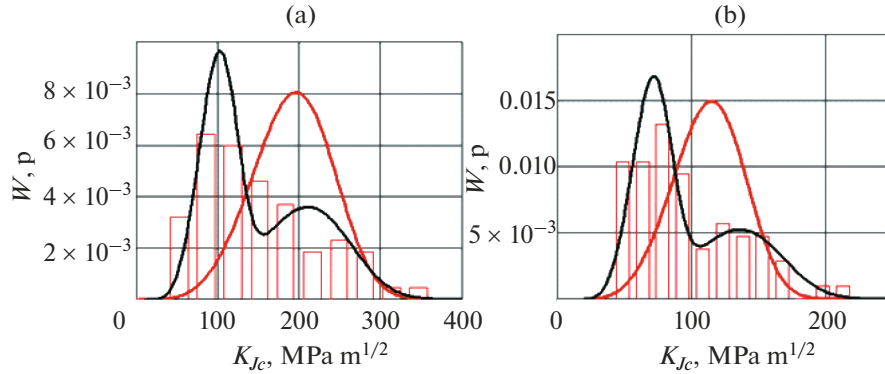 (a)
(b)
8 × 10⁻³
6 × 10⁻³
4 × 10⁻³
2 × 10⁻³
W, p
0
100
200
300
400
K_Jc, MPa m^1/2
0.015
0.010
5 × 10⁻³
W, p
0
100
200
K_Jc, MPa m^1/2